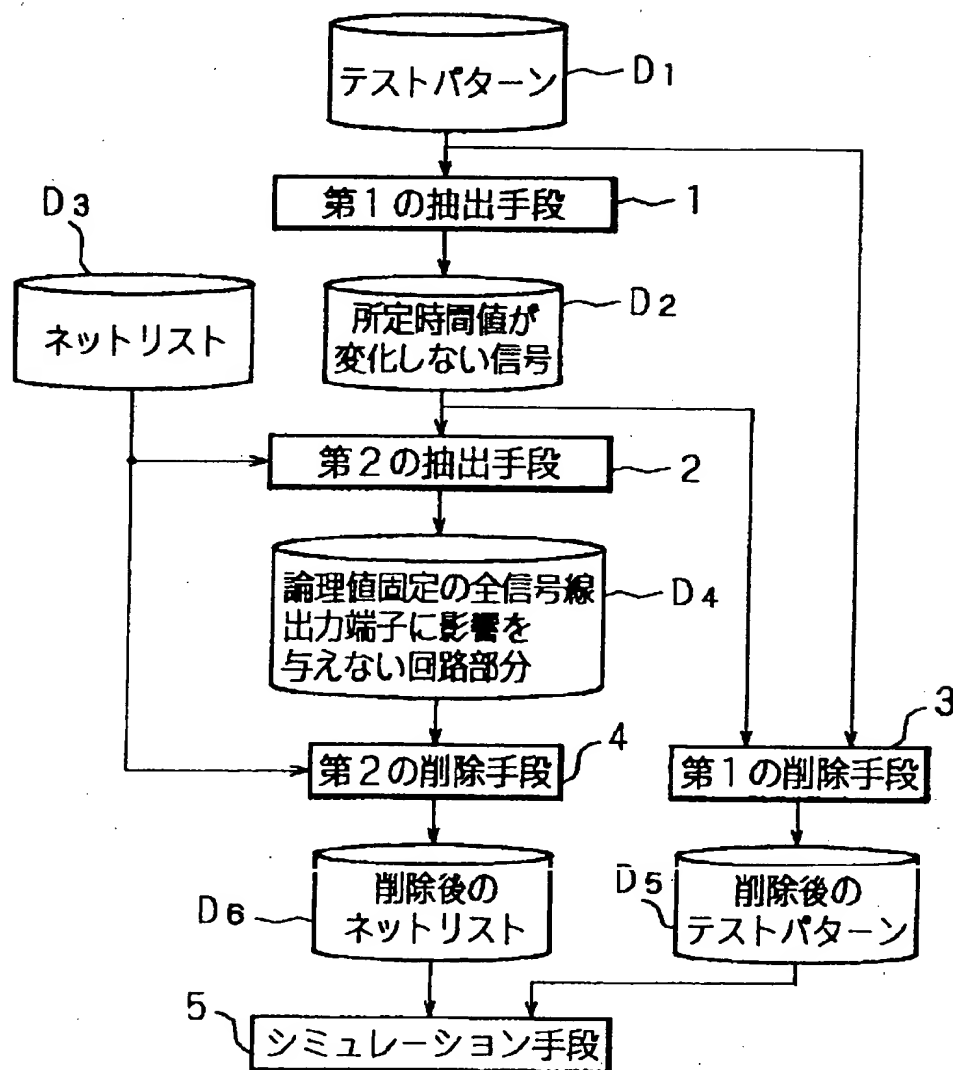 テストパターン
D1
第1の抽出手段
1
D3
ネットリスト
所定時間値が
変化しない信号
D2
第2の抽出手段
2
論理値固定の全信号線
出力端子に影響を
与えない回路部分
D4
第2の削除手段
4
第1の削除手段
3
削除後の
ネットリスト
D6
削除後の
テストパターン
D5
シミュレーション手段
5